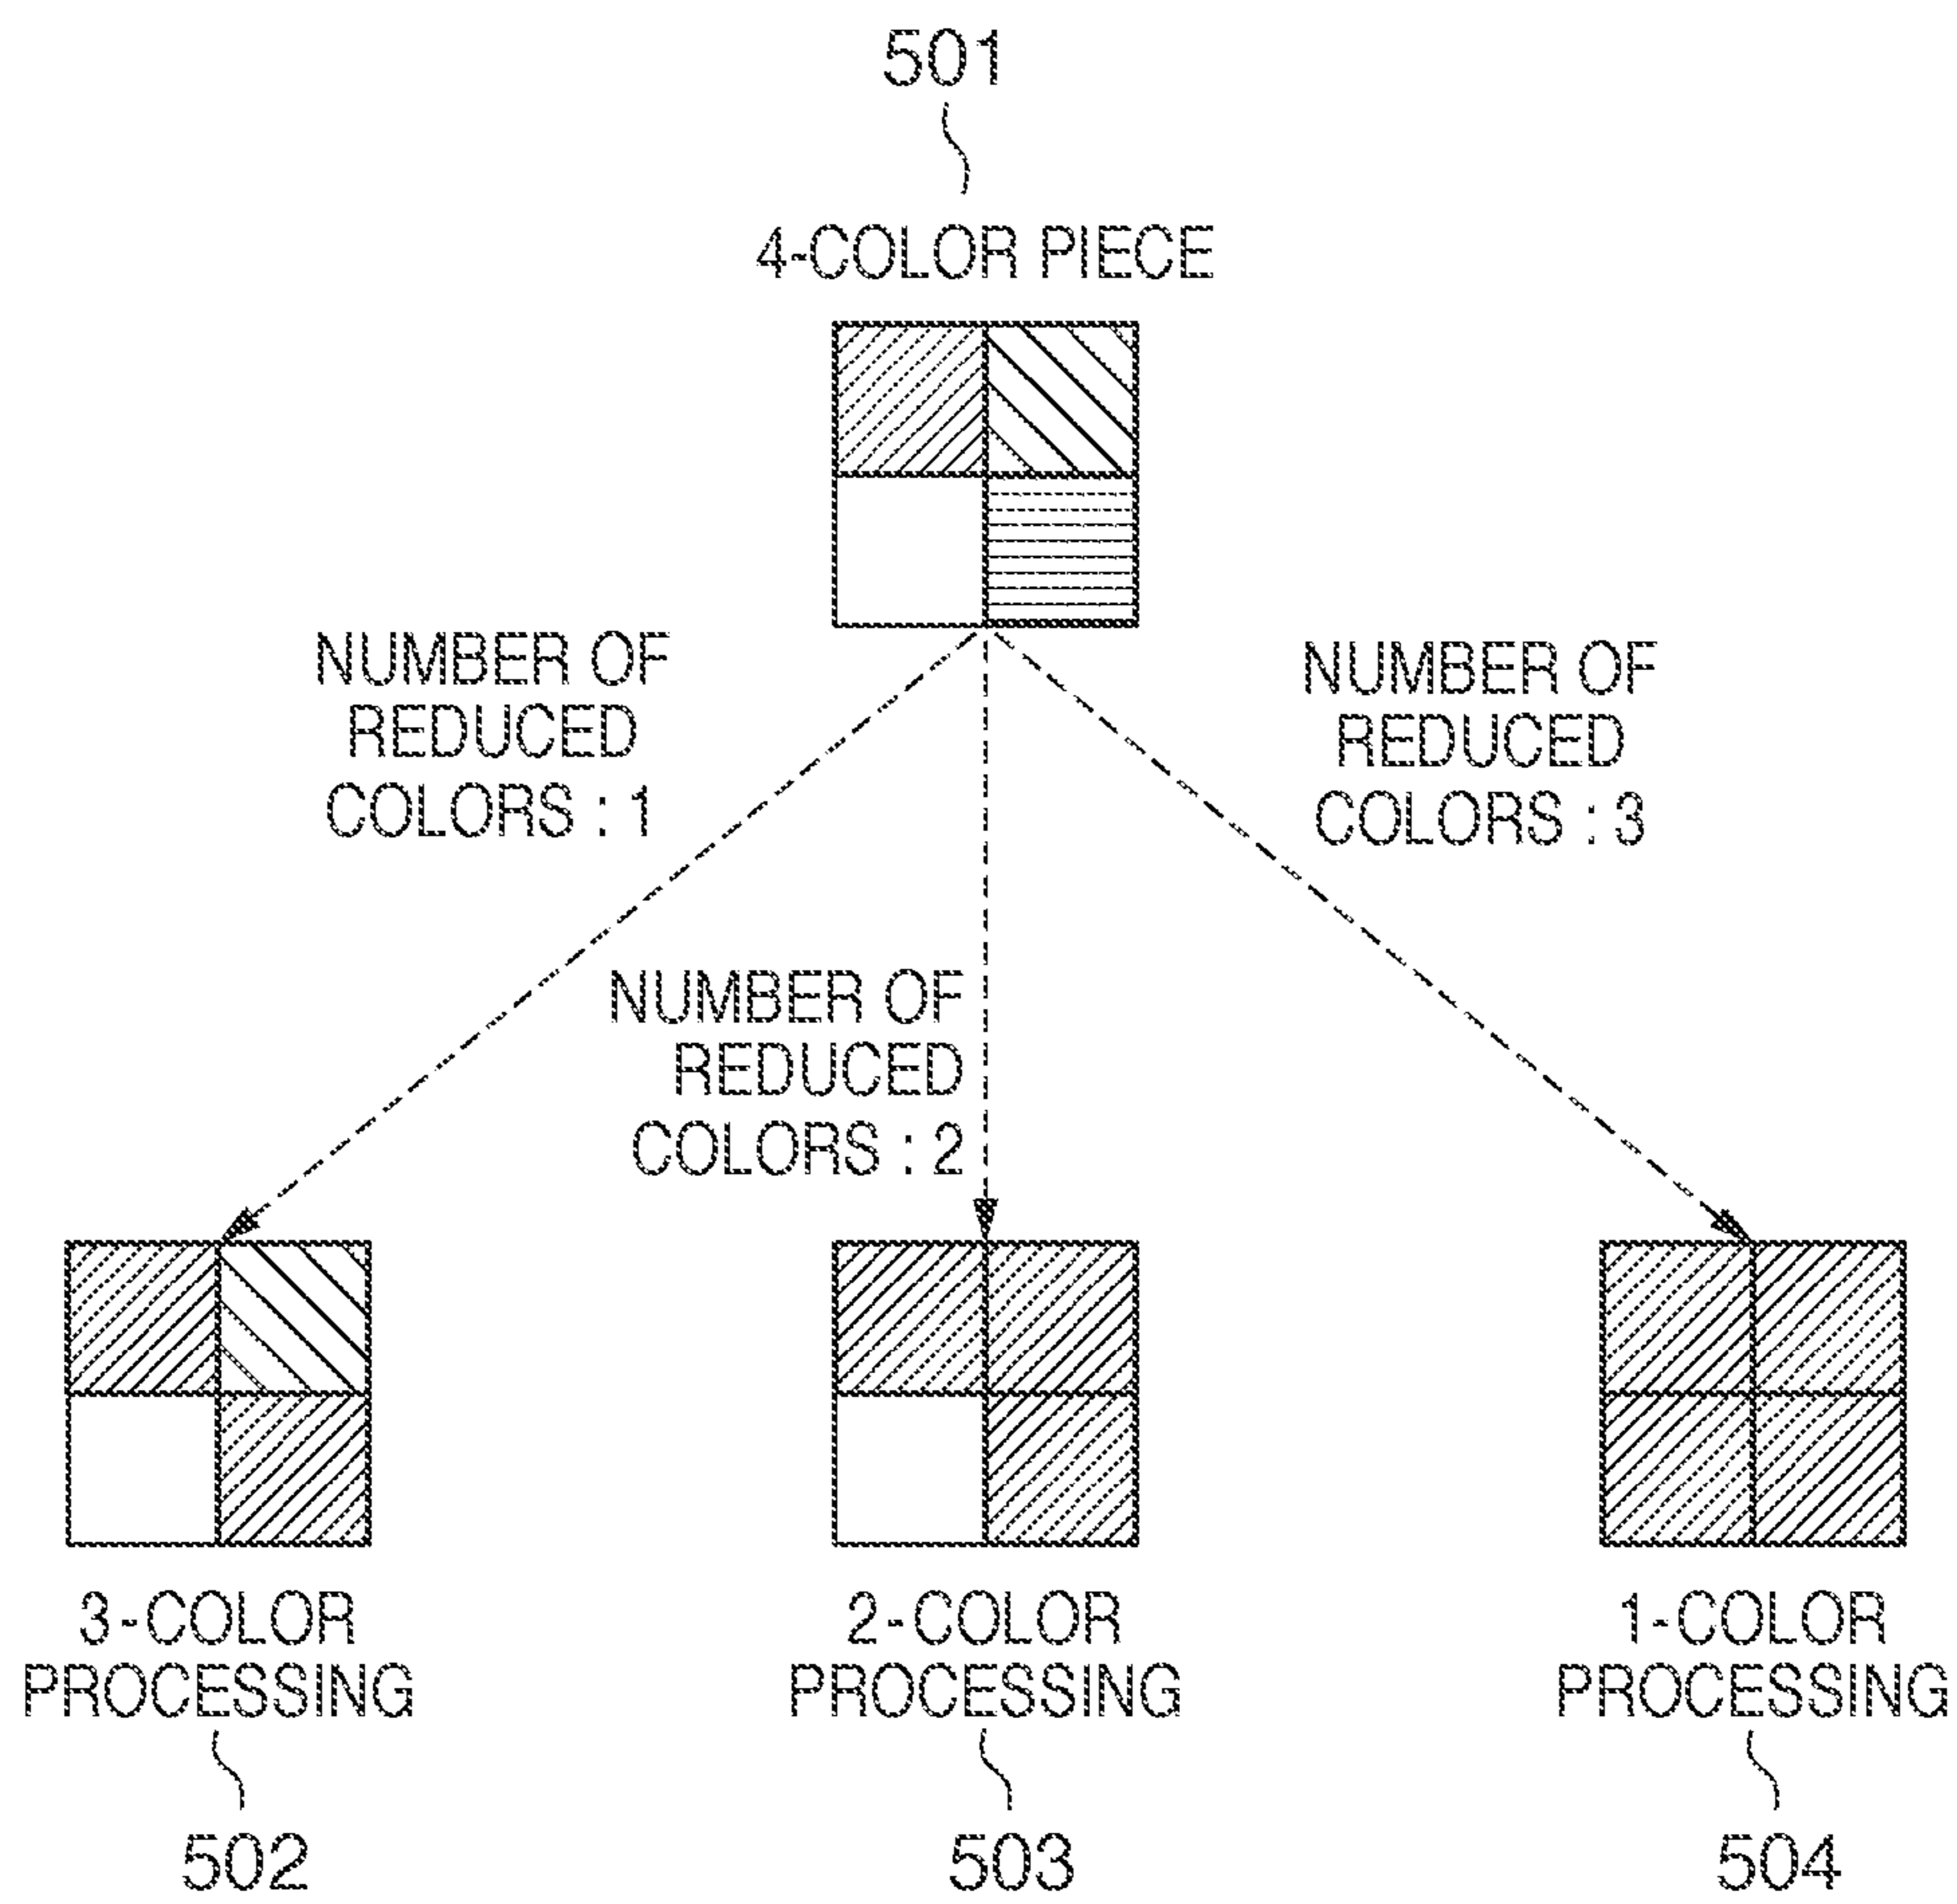 501
4-COLOR PIECE
NUMBER OF
REDUCED
COLORS : 1
NUMBER OF
REDUCED
COLORS : 3
NUMBER OF
REDUCED
COLORS : 2
3-COLOR
PROCESSING
502
2-COLOR
PROCESSING
503
1-COLOR
PROCESSING
504